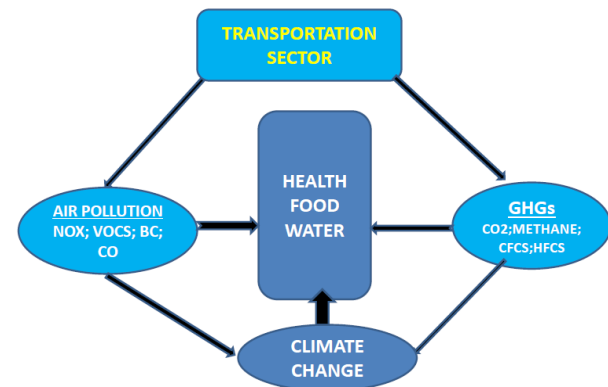 TRANSPORTATION
SECTOR
HEALTH
FOOD
WATER
AIR POLLUTION
NOX; VOCS; BC;
CO
GHGs
CO2;METHANE;
CFCS;HFCS
CLIMATE
CHANGE